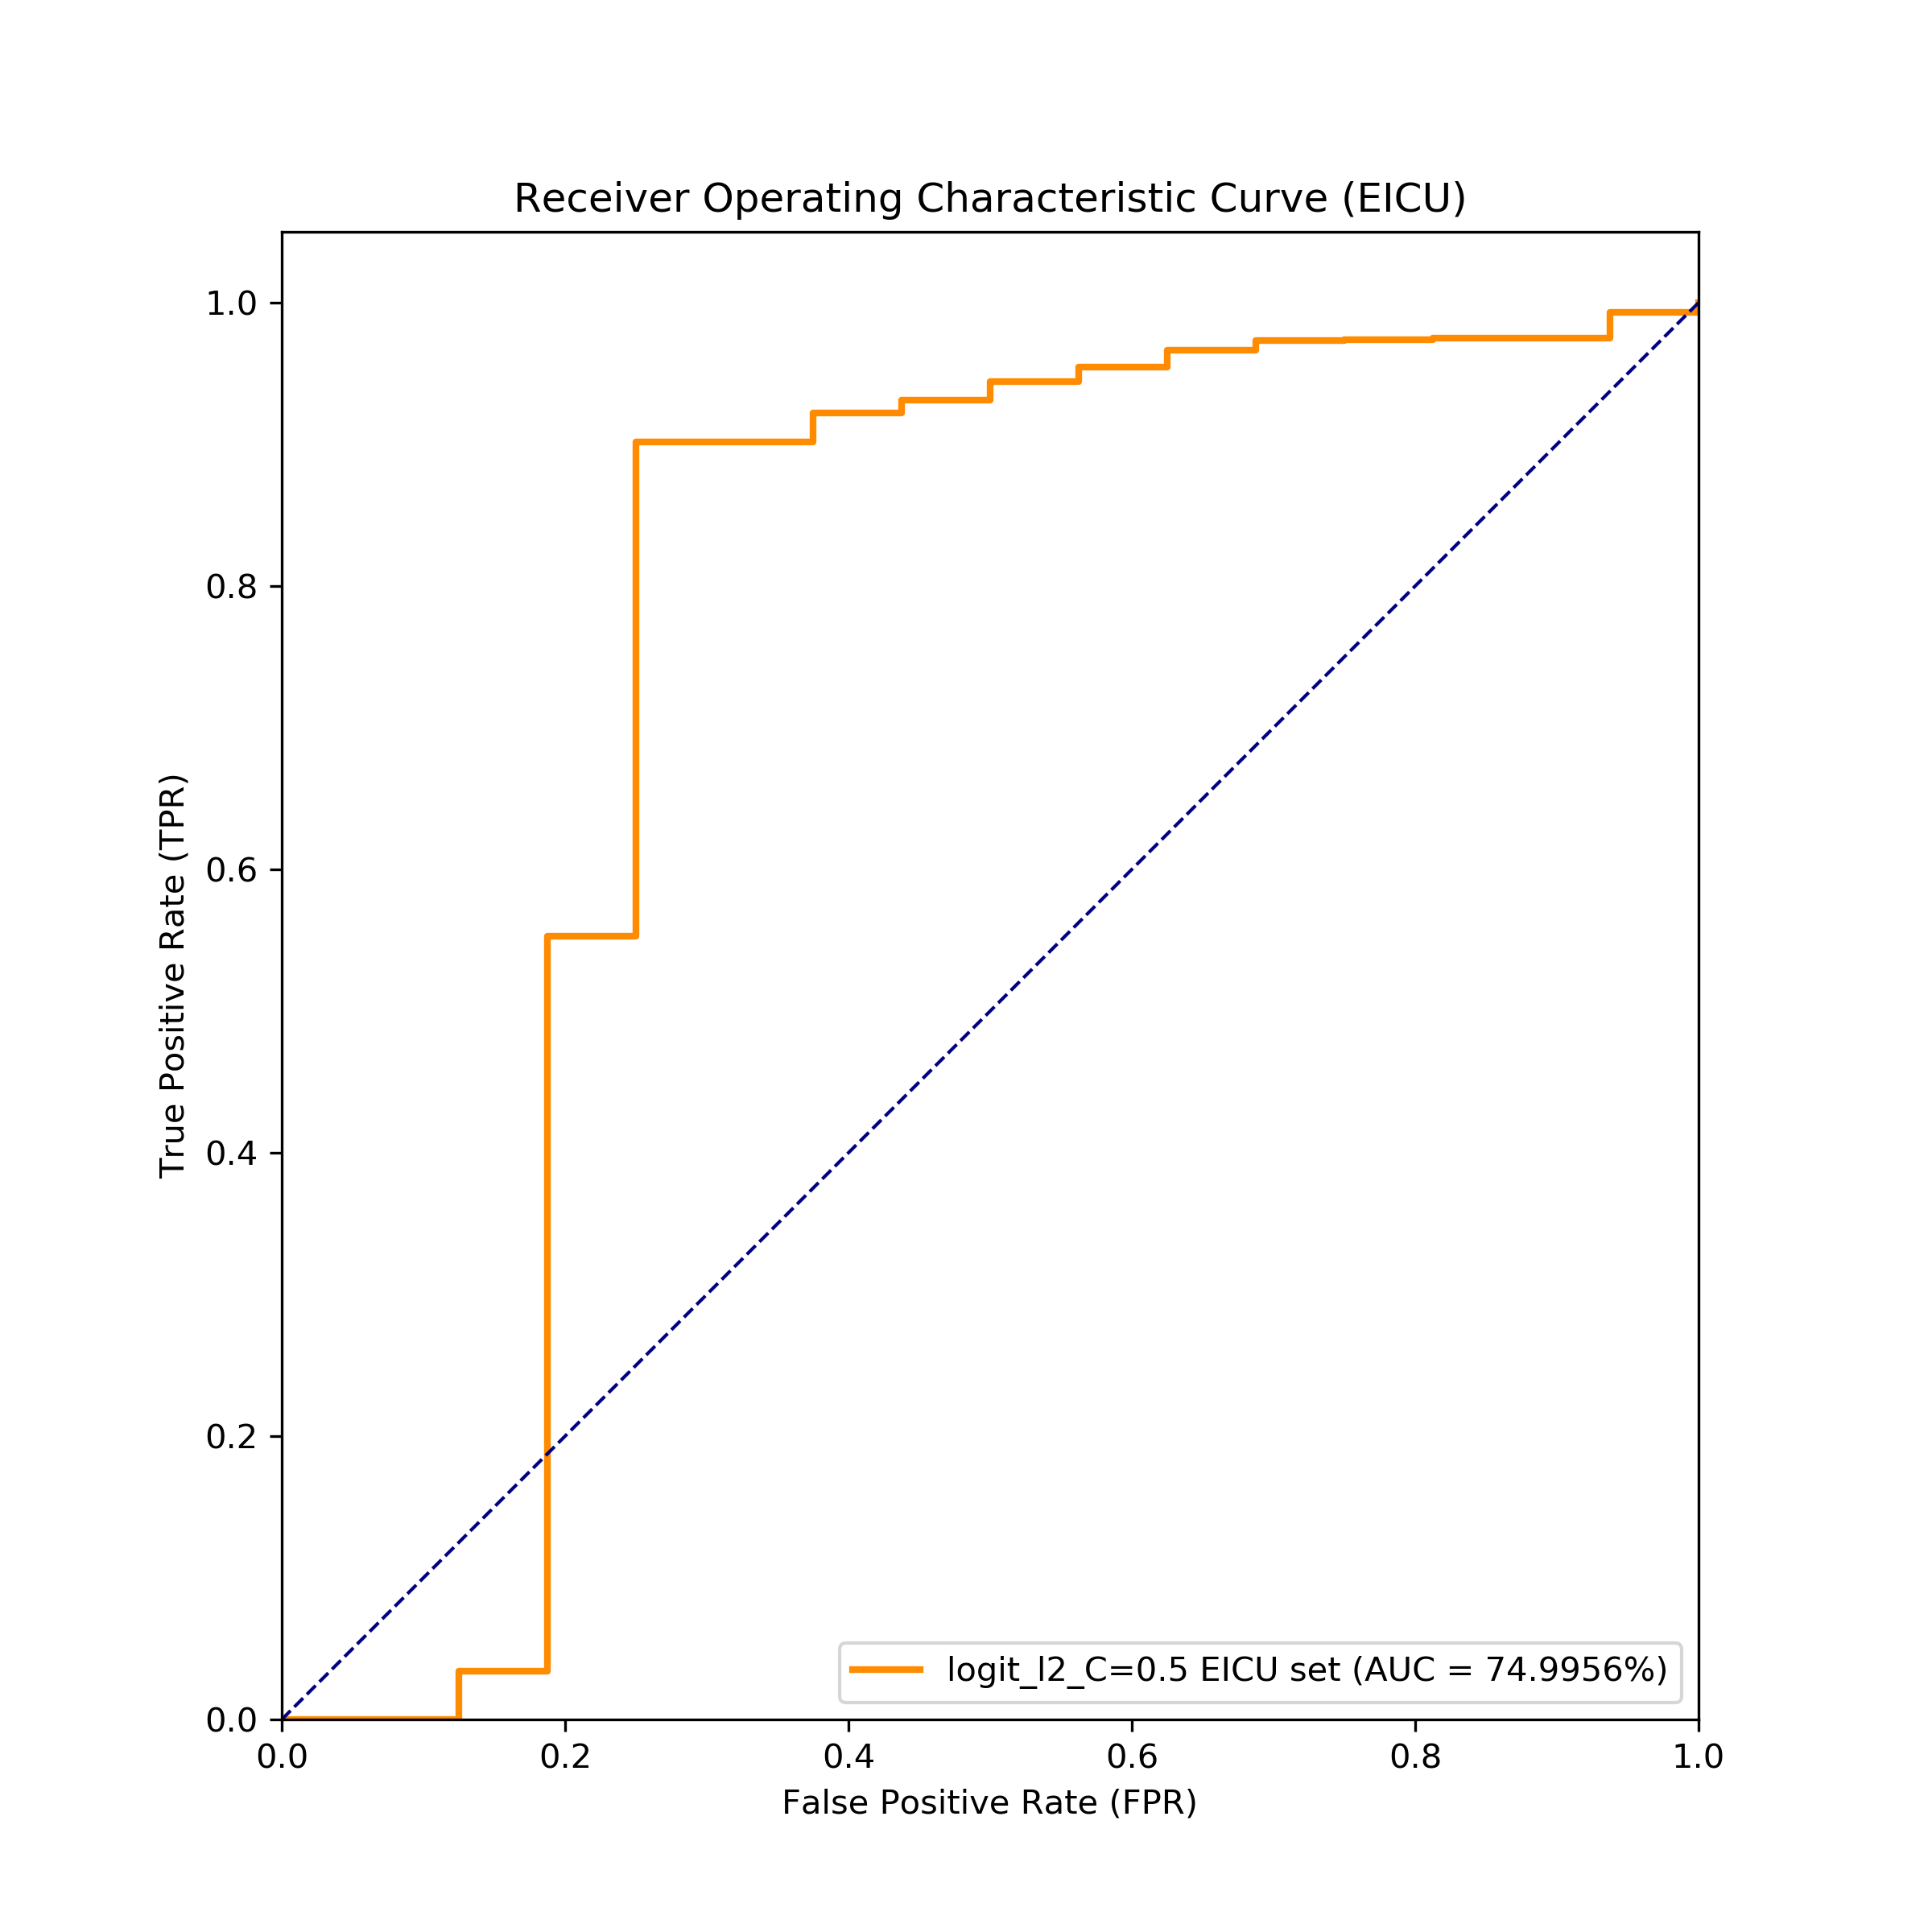 Receiver Operating Characteristic Curve (EICU)
True Positive Rate (TPR)
1.0
0.8
0.6
0.4
0.2
0.0
0.0 0.2 0.4 0.6 0.8 1.0
False Positive Rate (FPR)
logit_l2_C=0.5 EICU set (AUC = 74.9956%)